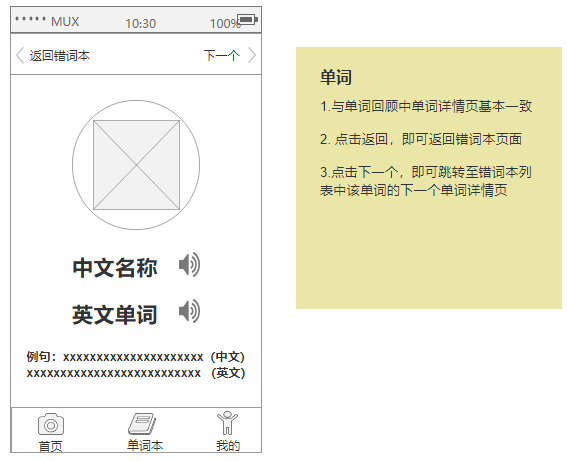 MUX 10:30 100%
返回错词本 下一个
中文名称
英文单词
例句：xxxxxxxxxxxxxxxxxxxxx（中文）
xxxxxxxxxxxxxxxxxxxxxxxxxx （英文）
首页 单词本 我的
单词
1.与单词回顾中单词详情页基本一致
2. 点击返回，即可返回错词本页面
3.点击下一个，即可跳转至错词本列
表中该单词的下一个单词详情页